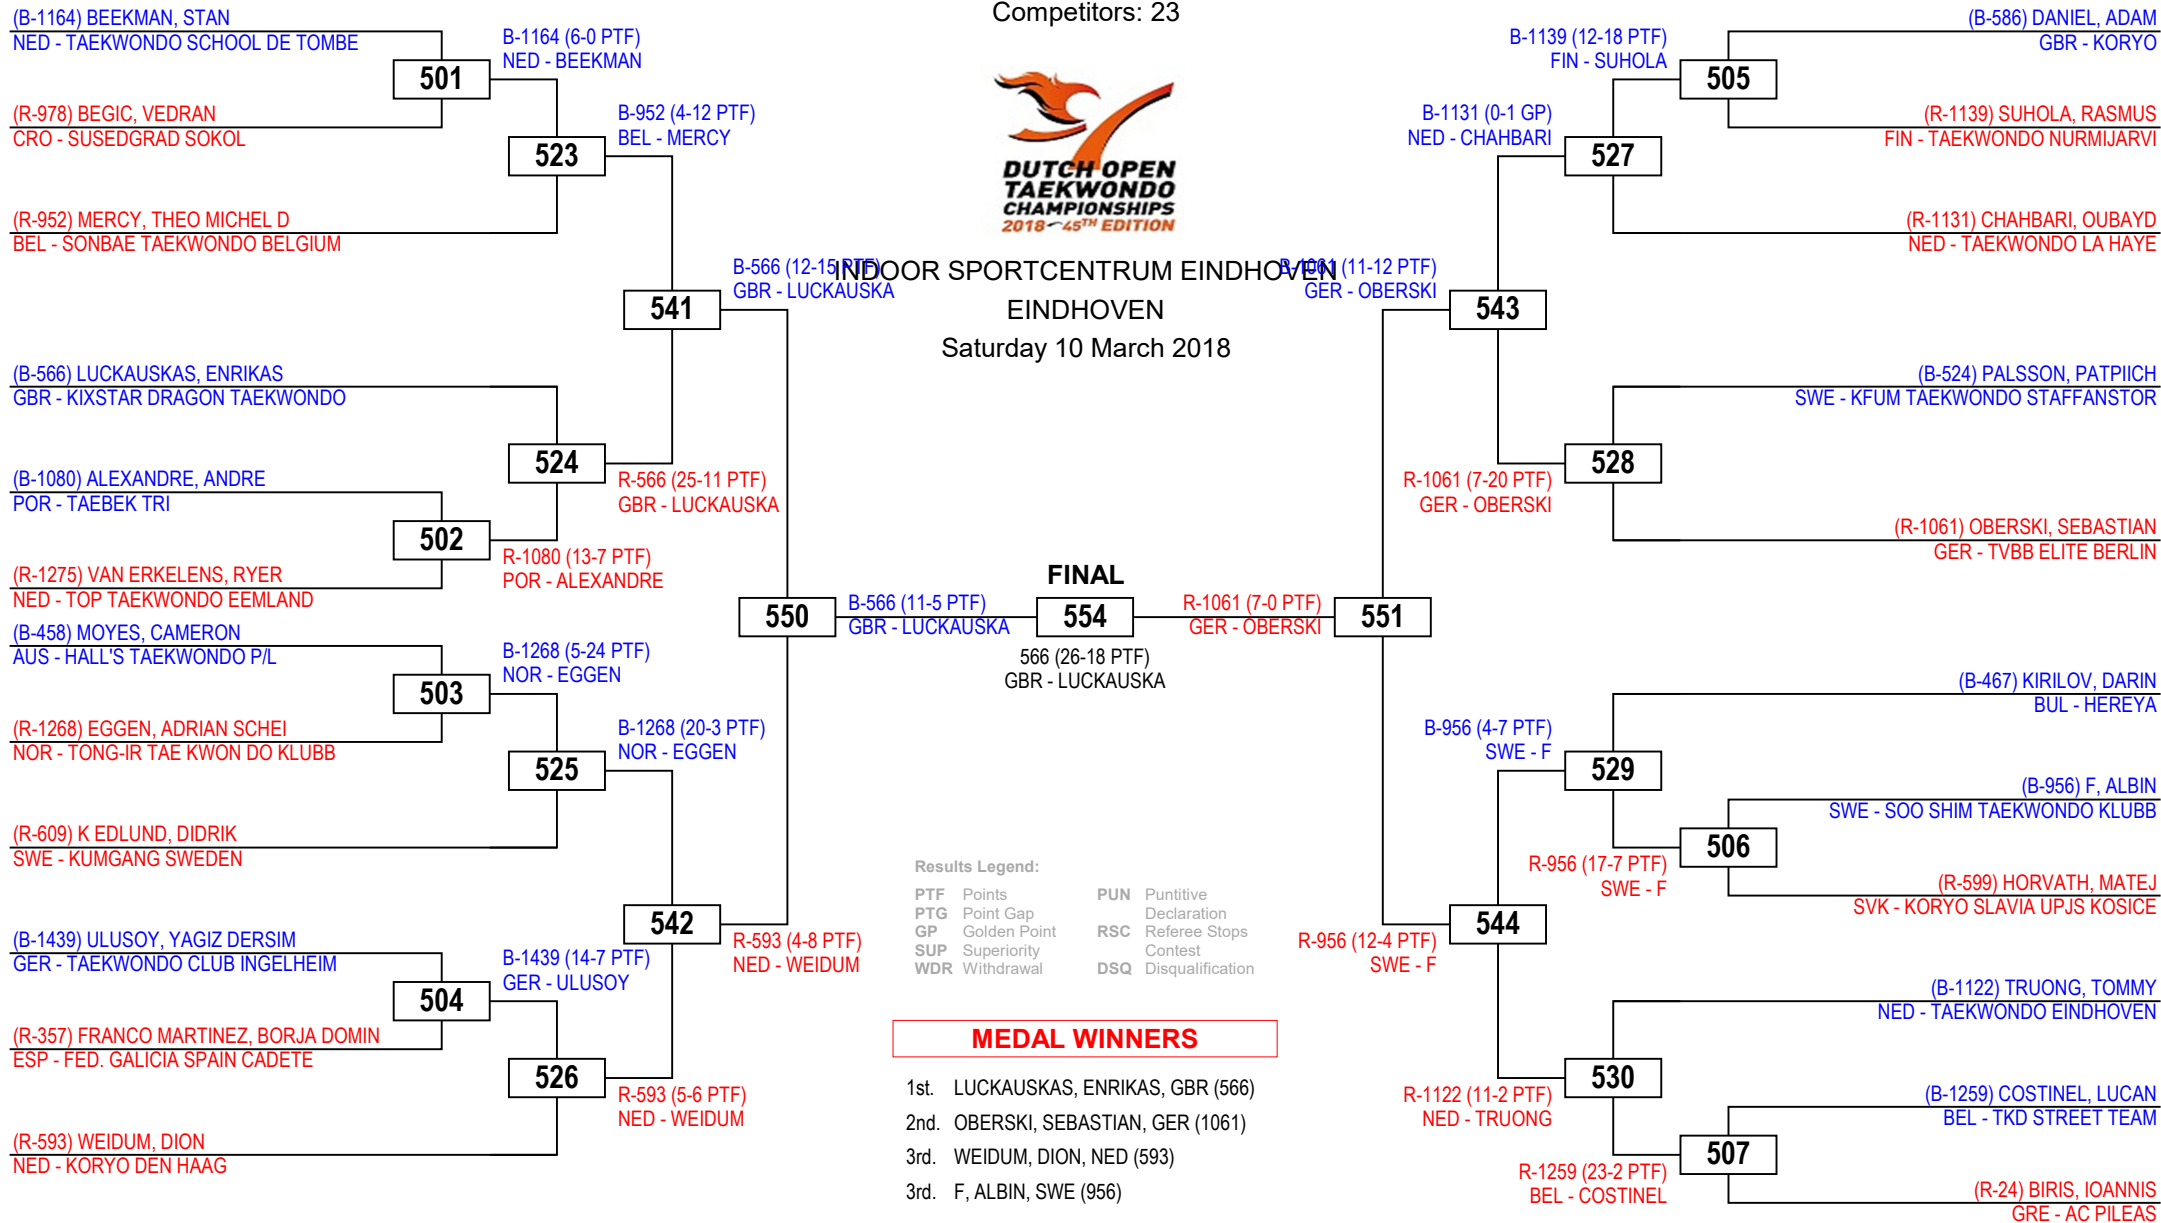 Competitors: 23
DUTCH OPEN
TAEKWONDO
CHAMPIONSHIPS
2018 45TH EDITION
INDOOR SPORTCENTRUM EINDHOVEN
EINDHOVEN
Saturday 10 March 2018
(B-1164) BEEKMAN, STAN
NED - TAEKWONDO SCHOOL DE TOMBE
501
(R-978) BEGIC, VEDRAN
CRO - SUSEDGRAD SOKOL
B-1164 (6-0 PTF)
NED - BEEKMAN
523
(R-952) MERCY, THEO MICHEL D
BEL - SONBAE TAEKWONDO BELGIUM
B-952 (4-12 PTF)
BEL - MERCY
541
(B-566) LUCKAUSKAS, ENRIKAS
GBR - KIXSTAR DRAGON TAEKWONDO
524
(B-1080) ALEXANDRE, ANDRE
POR - TAEBEK TRI
502
(R-1275) VAN ERKELENS, RYER
NED - TOP TAEKWONDO EEMLAND
R-1080 (13-7 PTF)
POR - ALEXANDRE
R-566 (25-11 PTF)
GBR - LUCKAUSKA
B-566 (12-15 PTF)
GBR - LUCKAUSKA
550
(B-458) MOYES, CAMERON
AUS - HALL'S TAEKWONDO P/L
503
(R-1268) EGGEN, ADRIAN SCHEI
NOR - TONG-IR TAE KWON DO KLUBB
B-1268 (5-24 PTF)
NOR - EGGEN
525
(R-609) K EDLUND, DIDRIK
SWE - KUMGANG SWEDEN
B-1268 (20-3 PTF)
NOR - EGGEN
542
(B-1439) ULUSOY, YAGIZ DERSIM
GER - TAEKWONDO CLUB INGELHEIM
504
(R-357) FRANCO MARTINEZ, BORJA DOMIN
ESP - FED. GALICIA SPAIN CADETE
B-1439 (14-7 PTF)
GER - ULUSOY
526
(R-593) WEIDUM, DION
NED - KORYO DEN HAAG
R-593 (5-6 PTF)
NED - WEIDUM
R-593 (4-8 PTF)
NED - WEIDUM
B-566 (11-5 PTF)
GBR - LUCKAUSKA
FINAL
554
566 (26-18 PTF)
GBR - LUCKAUSKA
R-1061 (7-0 PTF)
GER - OBERSKI
551
(B-586) DANIEL, ADAM
GBR - KORYO
505
(R-1139) SUHOLA, RASMUS
FIN - TAEKWONDO NURMIJARVI
B-1139 (12-18 PTF)
FIN - SUHOLA
527
(R-1131) CHAHBARI, OUBAYD
NED - TAEKWONDO LA HAYE
B-1131 (0-1 GP)
NED - CHAHBARI
543
B-1061 (11-12 PTF)
GER - OBERSKI
(B-524) PALSSON, PATPIICH
SWE - KFUM TAEKWONDO STAFFANSTOR
528
(R-1061) OBERSKI, SEBASTIAN
GER - TVBB ELITE BERLIN
R-1061 (7-20 PTF)
GER - OBERSKI
(B-467) KIRILOV, DARIN
BUL - HEREYA
529
(B-956) F, ALBIN
SWE - SOO SHIM TAEKWONDO KLUBB
506
(R-599) HORVATH, MATEJ
SVK - KORYO SLAVIA UPJS KOSICE
R-956 (17-7 PTF)
SWE - F
B-956 (4-7 PTF)
SWE - F
544
R-956 (12-4 PTF)
SWE - F
(B-1122) TRUONG, TOMMY
NED - TAEKWONDO EINDHOVEN
530
(B-1259) COSTINEL, LUCAN
BEL - TKD STREET TEAM
507
(R-24) BIRIS, IOANNIS
GRE - AC PILEAS
R-1259 (23-2 PTF)
BEL - COSTINEL
R-1122 (11-2 PTF)
NED - TRUONG
Results Legend:
PTF Points
PTG Point Gap
GP Golden Point
SUP Superiority
WDR Withdrawal
PUN Puntitive
Declaration
RSC Referee Stops
Contest
DSQ Disqualification
MEDAL WINNERS
1st. LUCKAUSKAS, ENRIKAS, GBR (566)
2nd. OBERSKI, SEBASTIAN, GER (1061)
3rd. WEIDUM, DION, NED (593)
3rd. F, ALBIN, SWE (956)